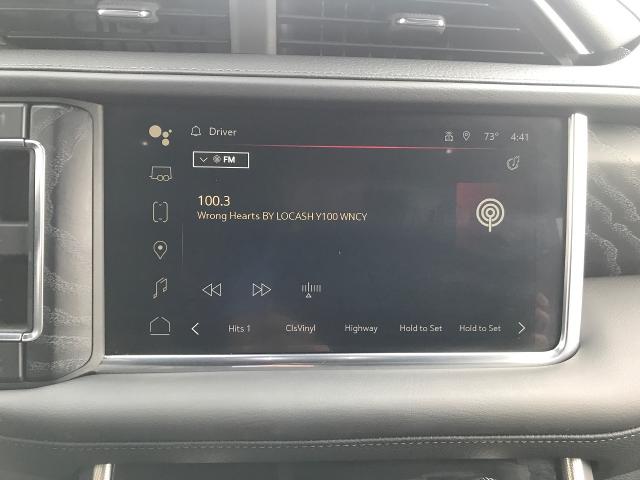 Driver
73° 4:41
FM
100.3
Wrong Hearts BY LOCASH Y100 WNCY
Hits 1 ClsVinyl Highway Hold to Set Hold to Set